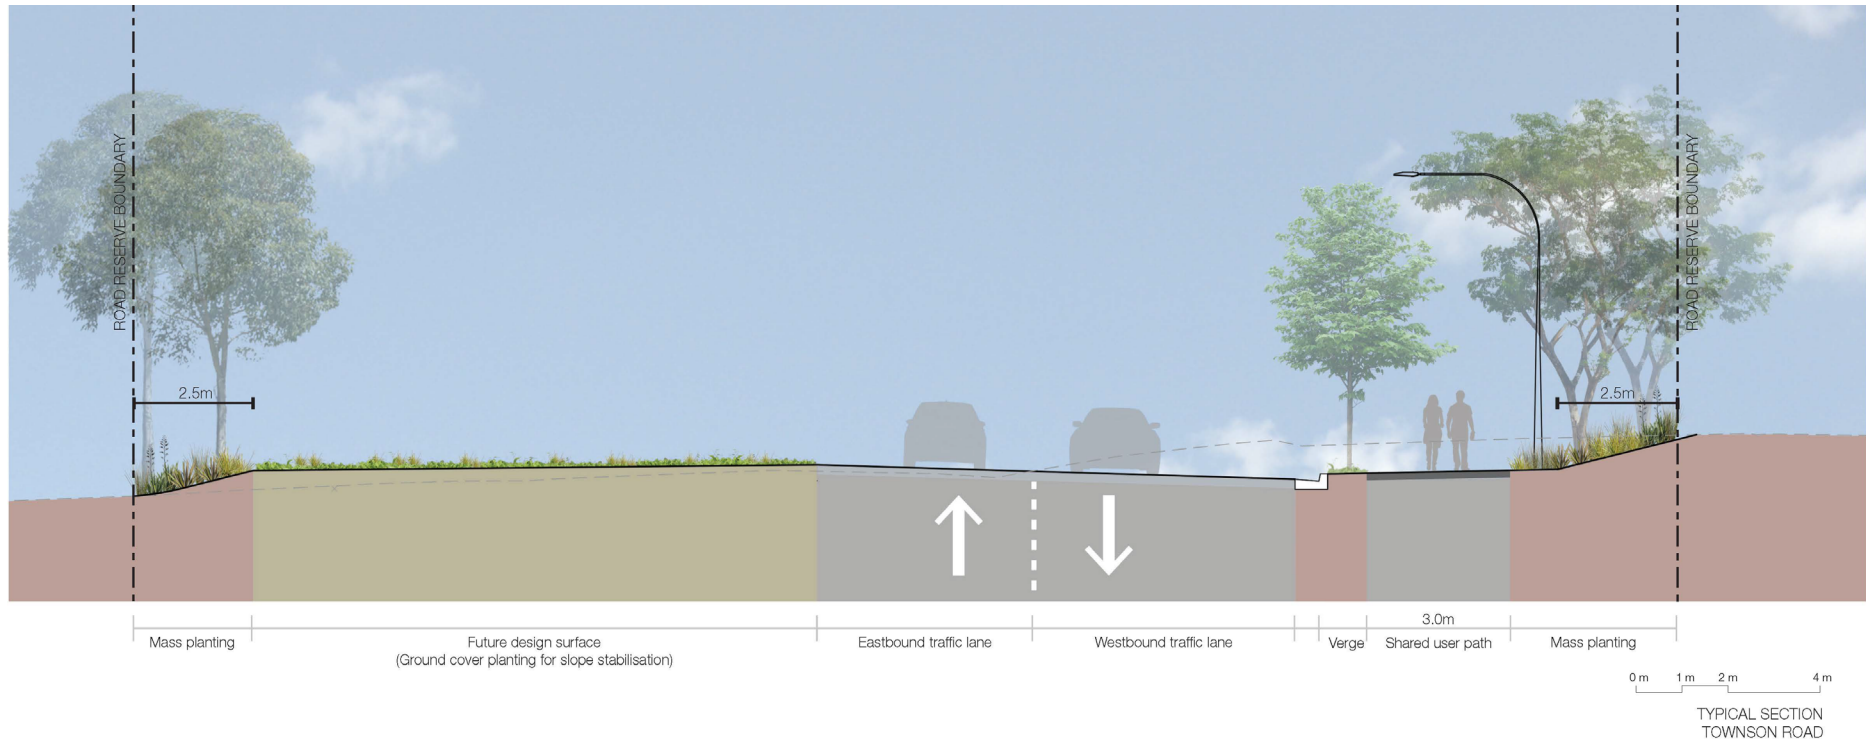 ROAD RESERVE BOUNDARY
ROAD RESERVE BOUNDARY
2.5m
2.5m
3.0m
Mass planting
Future design surface
(Ground cover planting for slope stabilisation)
Eastbound traffic lane
Westbound traffic lane
Verge
Shared user path
Mass planting
0 m 1 m 2 m 4 m
TYPICAL SECTION
TOWNSON ROAD